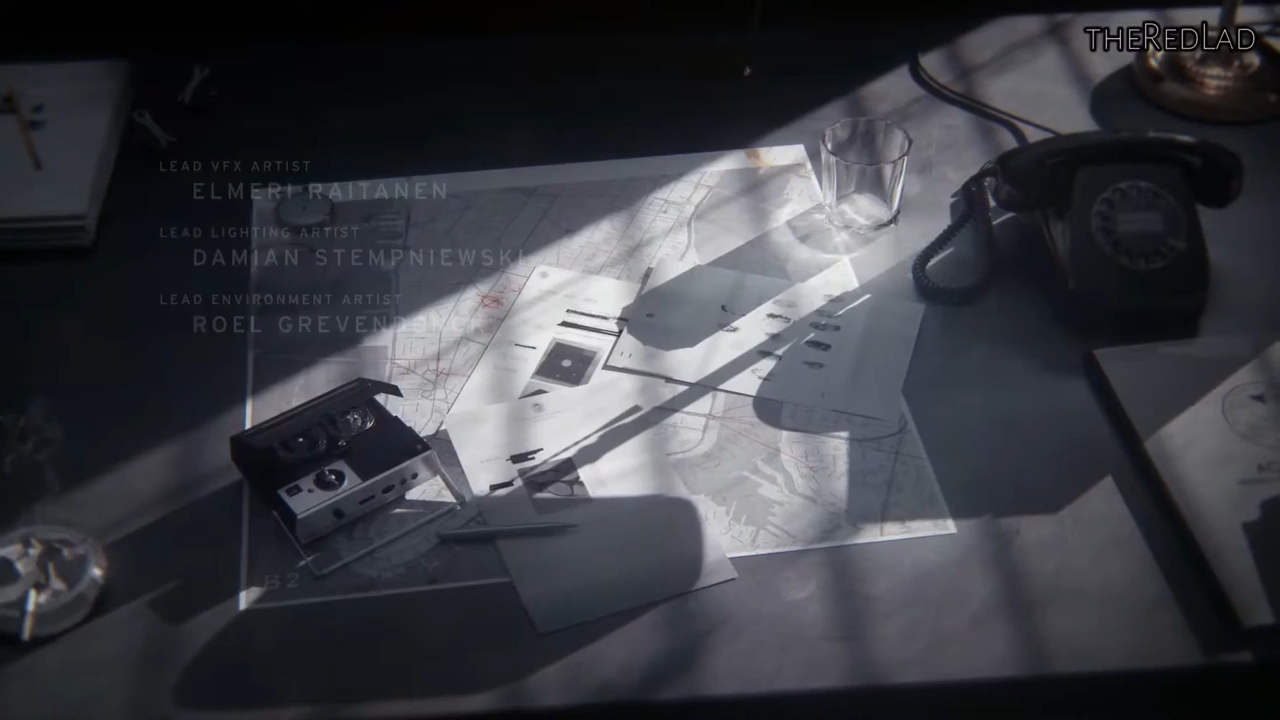 THEREDLAD
LEAD VFX ARTIST
ELMERI RAITANEN
LEAD LIGHTING ARTIST
DAMIAN STEMPNIEWSKI
LEAD ENVIRONMENT ARTIST
ROEL
B2